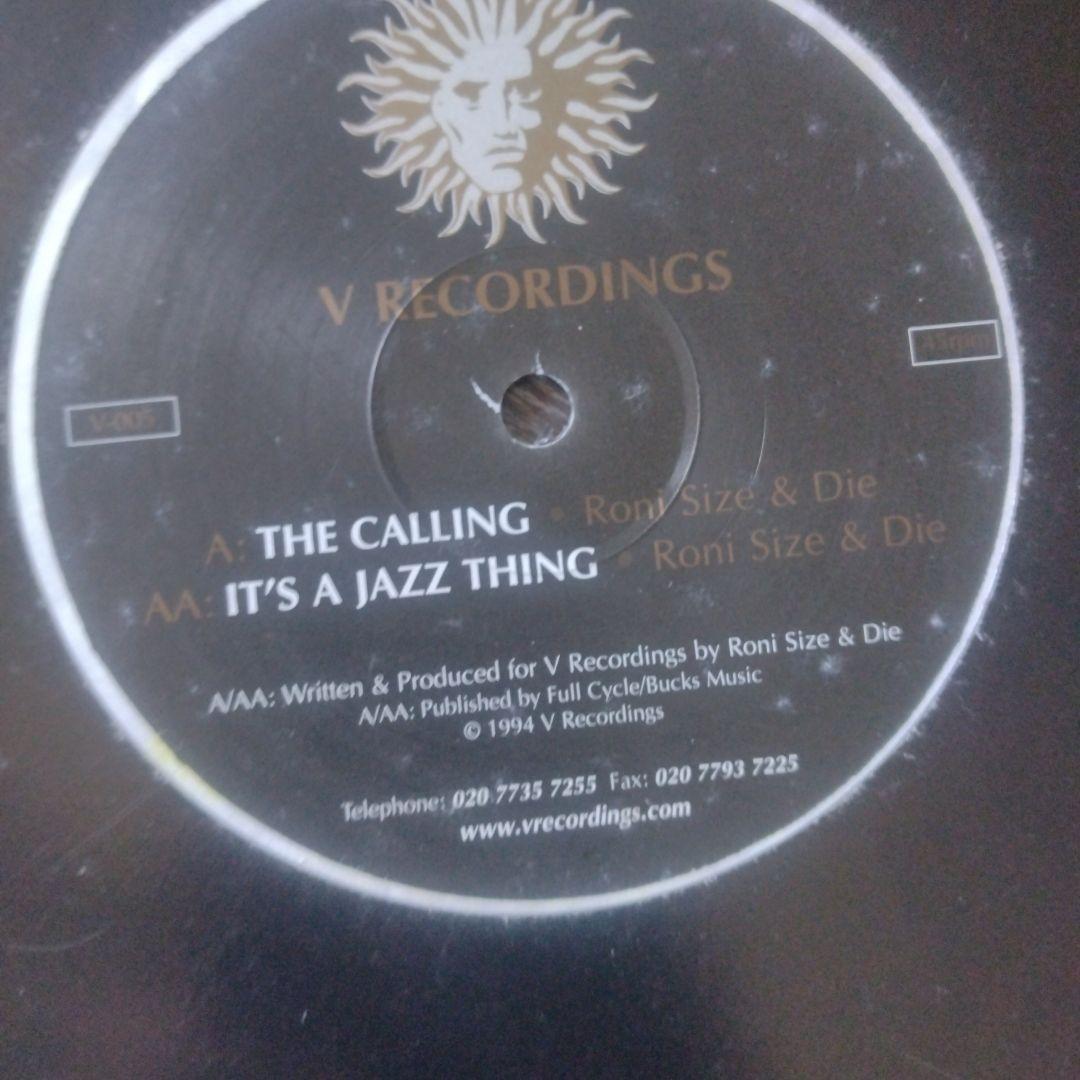 V RECORDINGS
45rpm
V-005
A: THE CALLING • Roni Size & Die
AA: IT'S A JAZZ THING • Roni Size & Die
A/AA: Written & Produced for V Recordings by Roni Size & Die
A/AA: Published by Full Cycle/Bucks Music
© 1994 V Recordings
Telephone: 020 7735 7255 Fax: 020 7793 7225
www.vrecordings.com